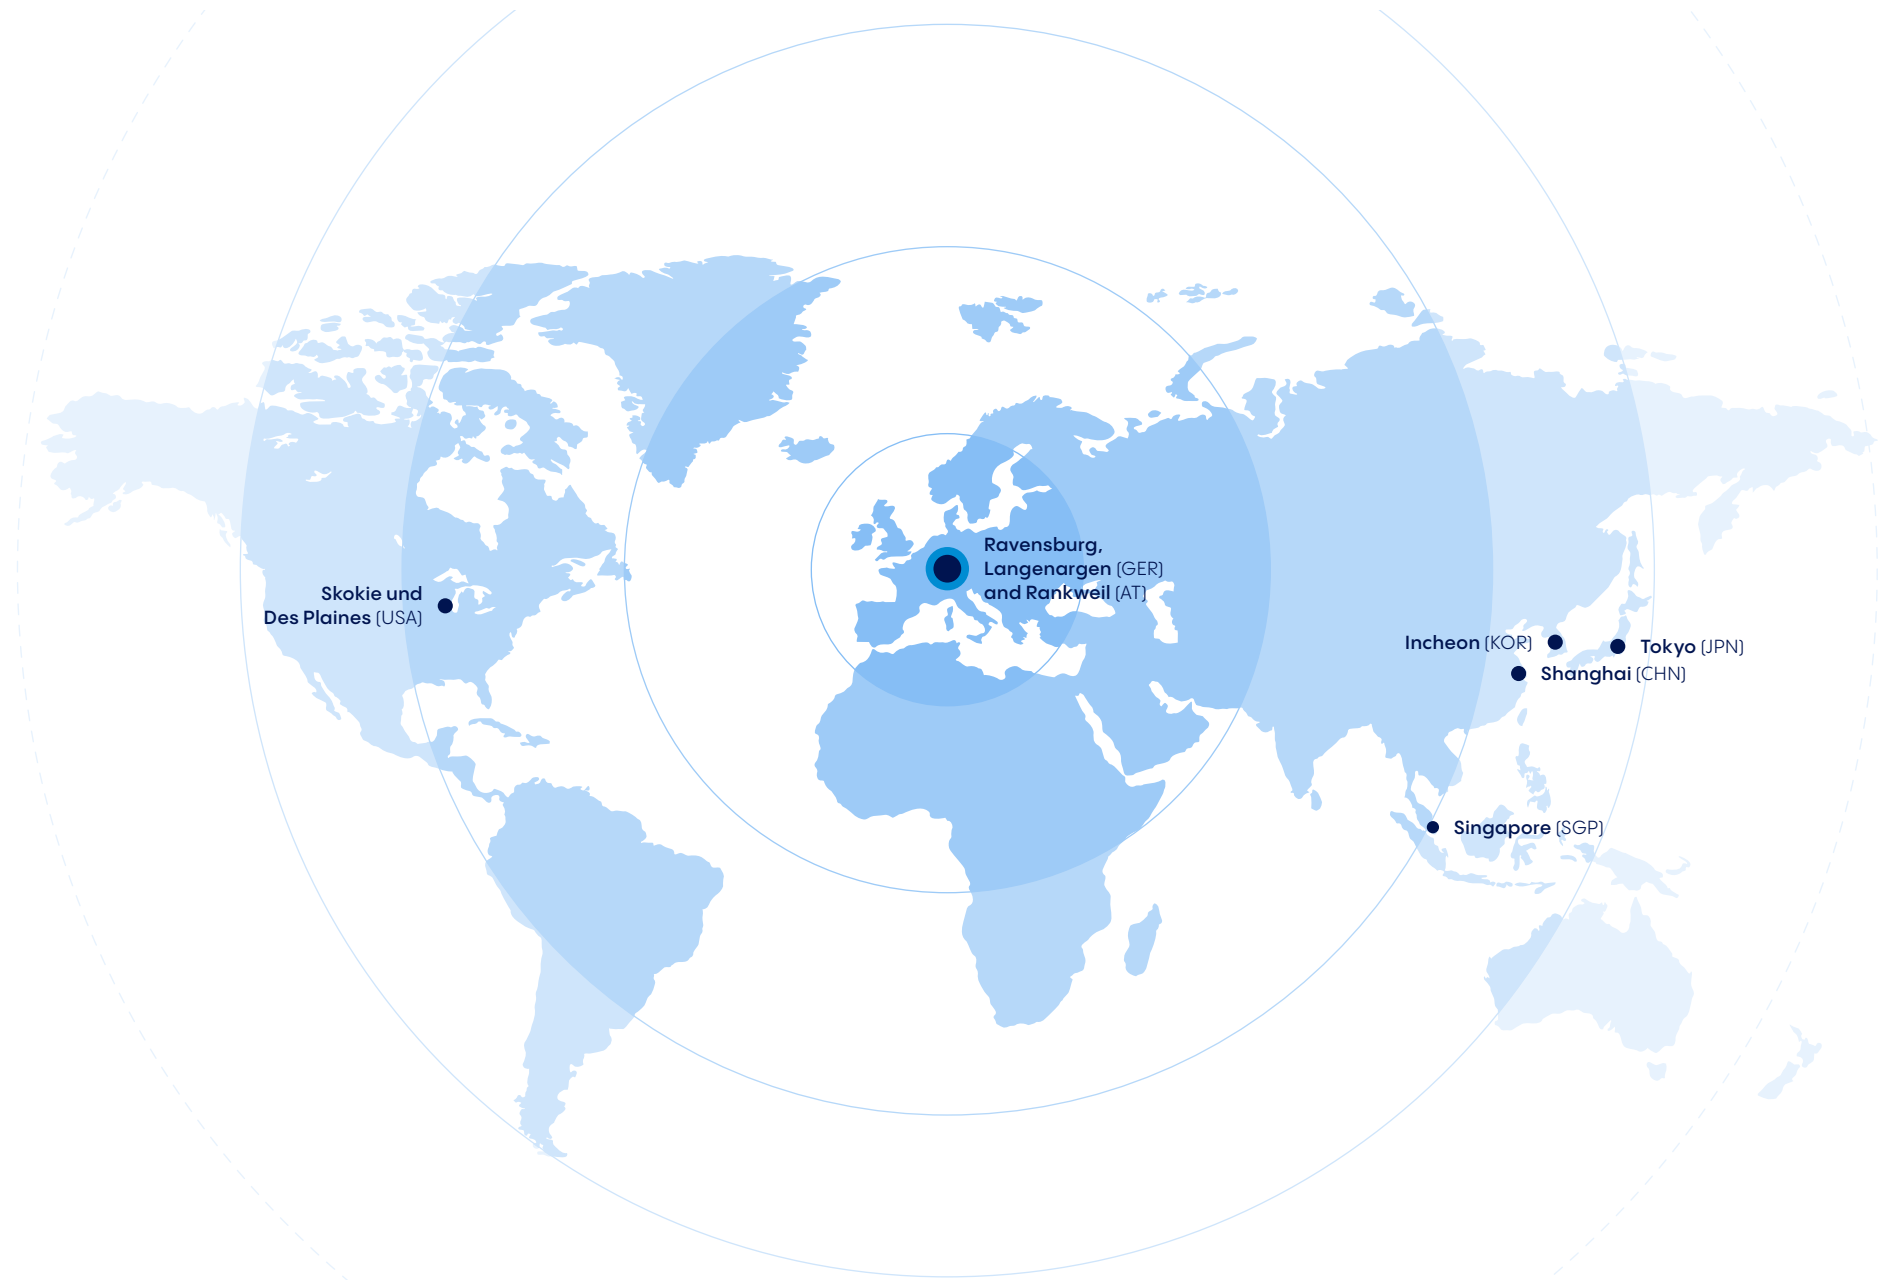 Ravensburg,
Langenargen (GER)
and Rankweil (AT)
Skokie und
Des Plaines (USA)
Incheon (KOR)
Tokyo (JPN)
Shanghai (CHN)
Singapore (SGP)